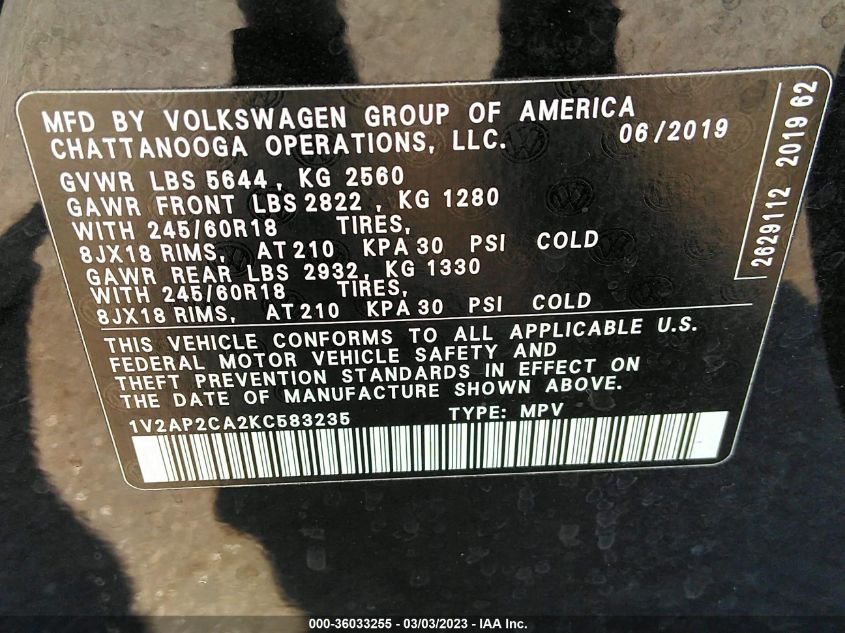 MFD BY VOLKSWAGEN GROUP OF AMERICA
CHATTANOOGA OPERATIONS, LLC. 06/2019
GVWR LBS 5644, KG 2560
GAWR FRONT LBS 2822, KG 1280
WITH 245/60R18 TIRES,
8JX18 RIMS, AT 210 KPA 30 PSI COLD
GAWR REAR LBS 2932, KG 1330
WITH 245/60R18 TIRES,
8JX18 RIMS, AT 210 KPA 30 PSI COLD
2629112 2019 62
THIS VEHICLE CONFORMS TO ALL APPLICABLE U.S.
FEDERAL MOTOR VEHICLE SAFETY AND
THEFT PREVENTION STANDARDS IN EFFECT ON
THE DATE OF MANUFACTURE SHOWN ABOVE.
1V2AP2CA2KC583235 TYPE: MPV
000-36033255 - 03/03/2023 - IAA Inc.